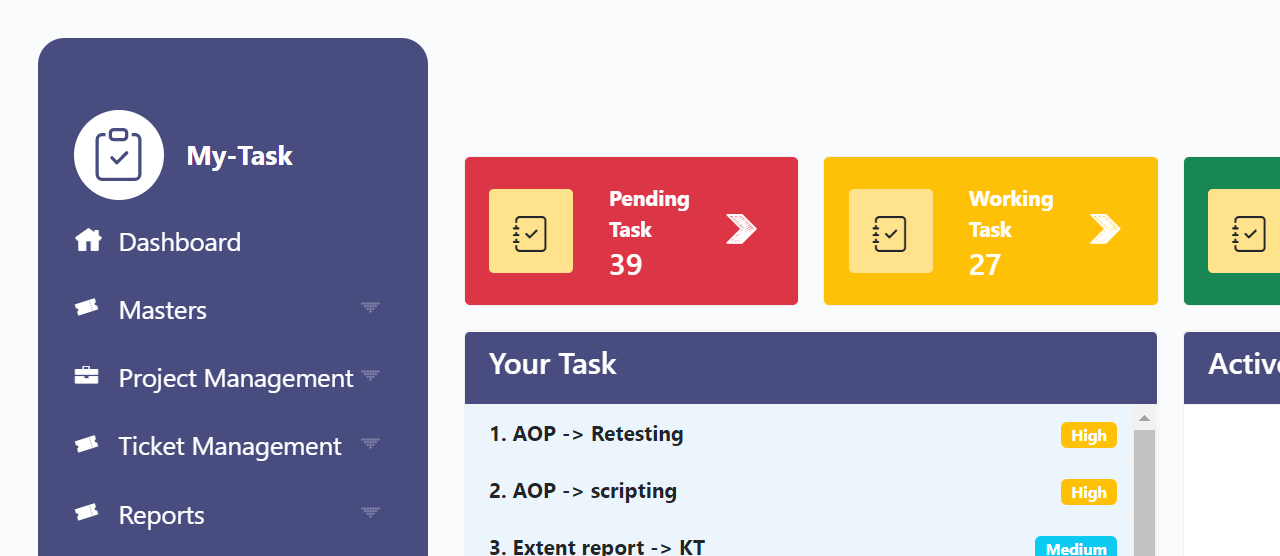 My-Task
Dashboard
Masters
Project Management
Ticket Management
Reports
Pending
Task
39
Working
Task
27
Your Task
1. AOP -> Retesting
High
2. AOP -> scripting
High
3. Extent report -> KT
Medium